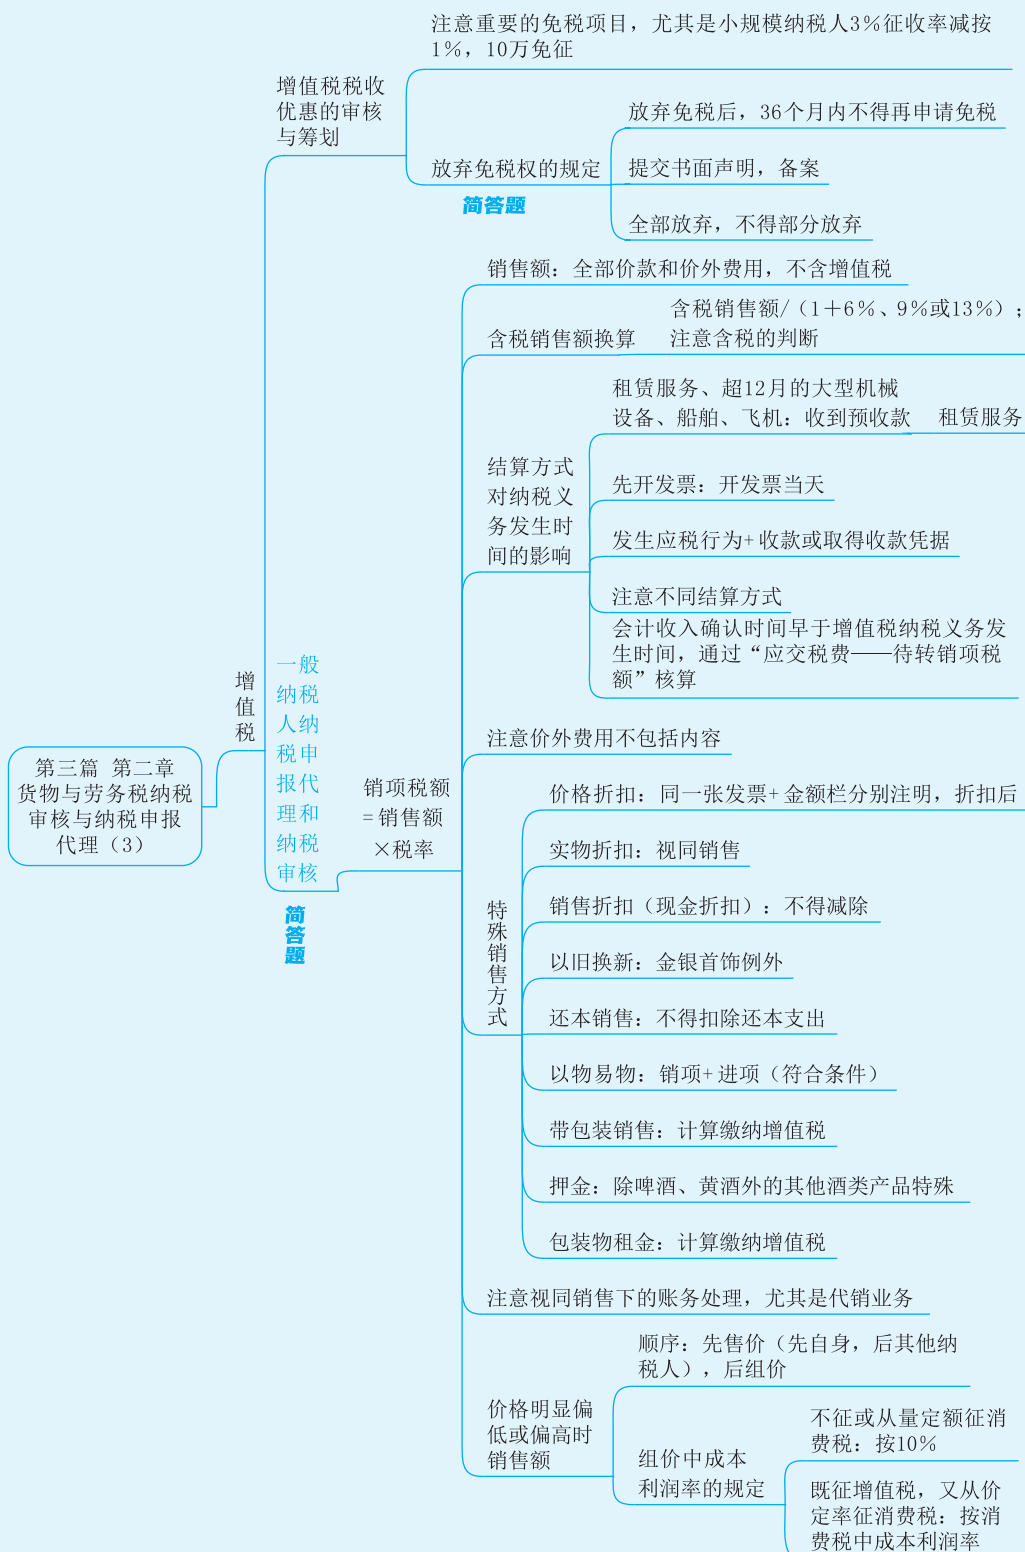 第三篇 第二章
货物与劳务税纳税
审核与纳税申报
代理（3）
增
值
税
增值税税收
优惠的审核
与筹划
注意重要的免税项目，尤其是小规模纳税人3%征收率减按
1%，10万免征
放弃免税权的规定
简答题
放弃免税后，36个月内不得再申请免税
提交书面声明，备案
全部放弃，不得部分放弃
一般
纳税
人纳
税申
报代
理和
纳税
审核
简
答
题
销项税额
=销售额
×税率
销售额：全部价款和价外费用，不含增值税
含税销售额换算
含税销售额/（1＋6%、9%或13%）；
注意含税的判断
结算方式
对纳税义
务发生时
间的影响
租赁服务、超12月的大型机械
设备、船舶、飞机：收到预收款
租赁服务
先开发票：开发票当天
发生应税行为+收款或取得收款凭据
注意不同结算方式
会计收入确认时间早于增值税纳税义务发
生时间，通过“应交税费——待转销项税
额”核算
注意价外费用不包括内容
特
殊
销
售
方
式
价格折扣：同一张发票+金额栏分别注明，折扣后
实物折扣：视同销售
销售折扣（现金折扣）：不得减除
以旧换新：金银首饰例外
还本销售：不得扣除还本支出
以物易物：销项+进项（符合条件）
带包装销售：计算缴纳增值税
押金：除啤酒、黄酒外的其他酒类产品特殊
包装物租金：计算缴纳增值税
注意视同销售下的账务处理，尤其是代销业务
价格明显偏
低或偏高时
销售额
顺序：先售价（先自身，后其他纳
税人），后组价
组价中成本
利润率的规定
不征或从量定额征消
费税：按10%
既征增值税，又从价
定率征消费税：按消
费税中成本利润率